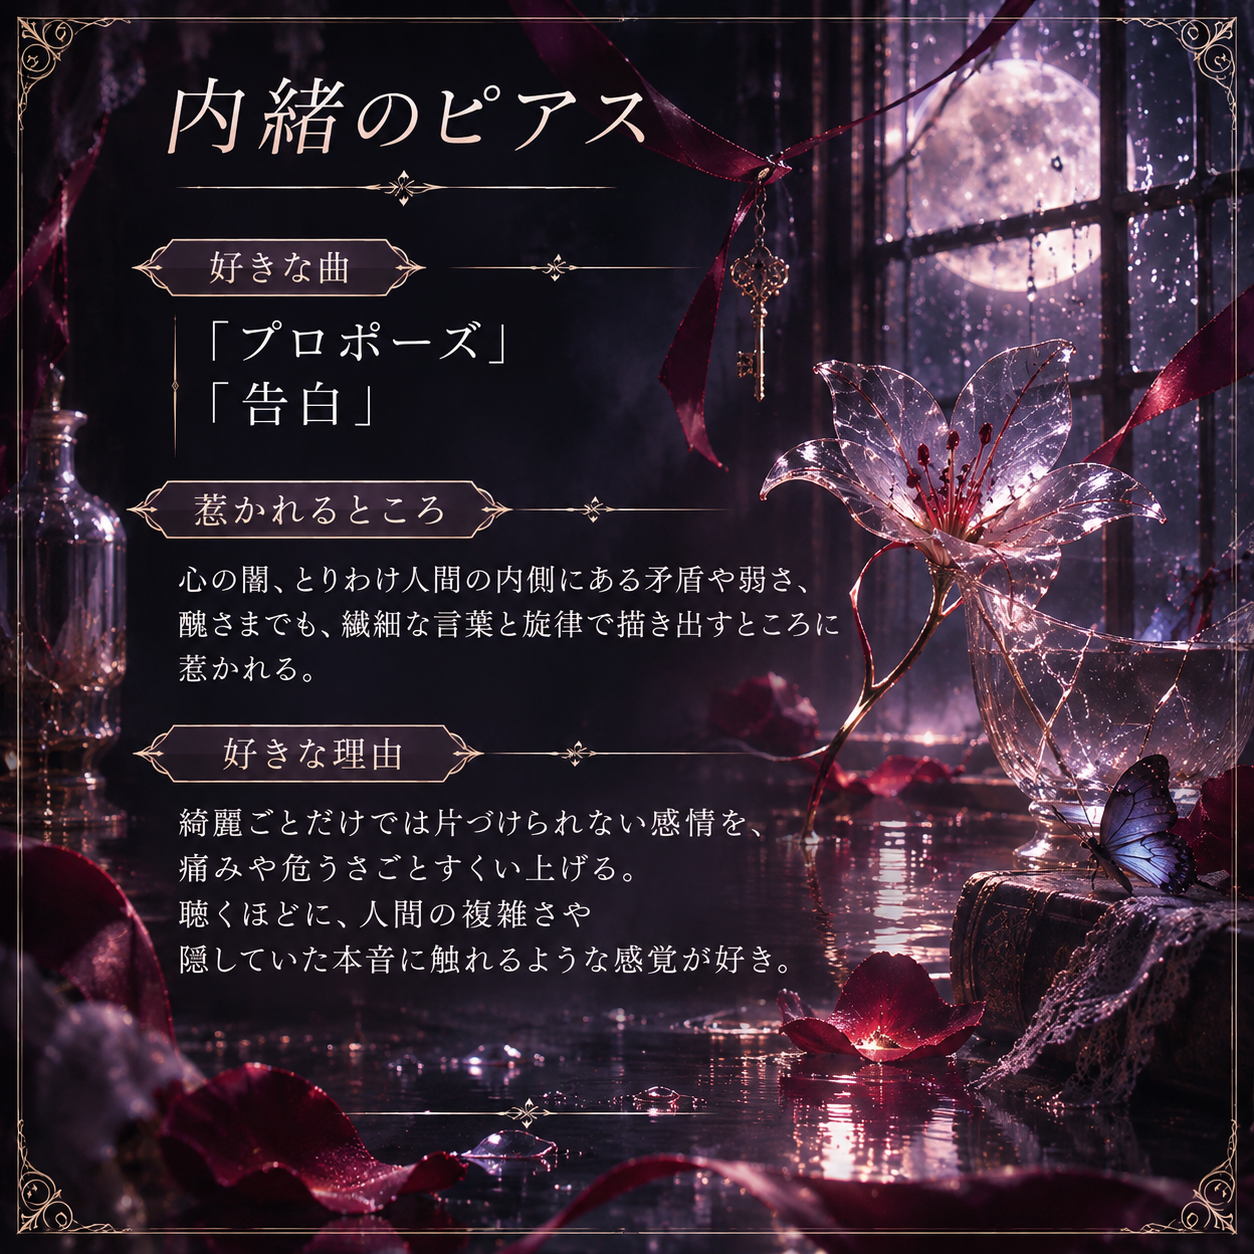 内緒のピアス
好きな曲
「プロポーズ」
「告白」
惹かれるところ
心の闇、とりわけ人間の内側にある矛盾や弱さ、
醜さまでも、繊細な言葉と旋律で描き出すところに
惹かれる。
好きな理由
綺麗ごとだけでは片づけられない感情を、
痛みや危うさごとすくい上げる。
聴くほどに、人間の複雑さや
隠していた本音に触れるような感覚が好き。